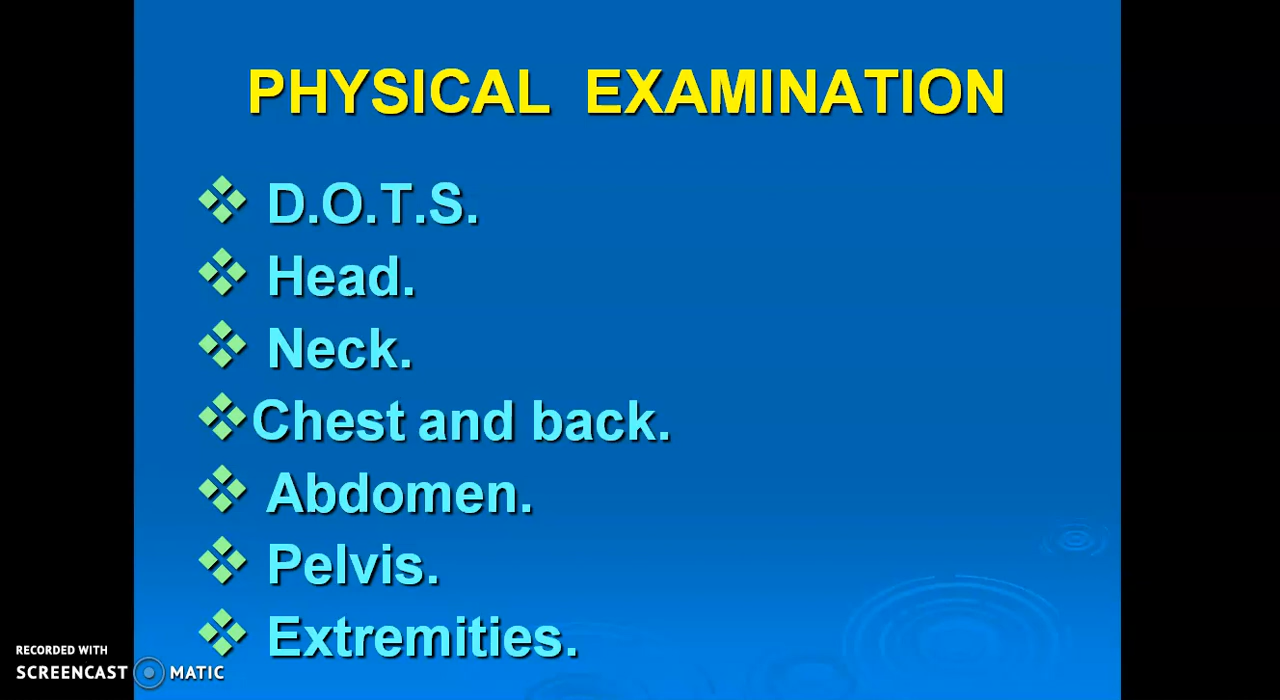 PHYSICAL EXAMINATION
D.O.T.S.
Head.
Neck.
Chest and back.
Abdomen.
Pelvis.
Extremities.
RECORDED WITH
SCREENCAST MATIC